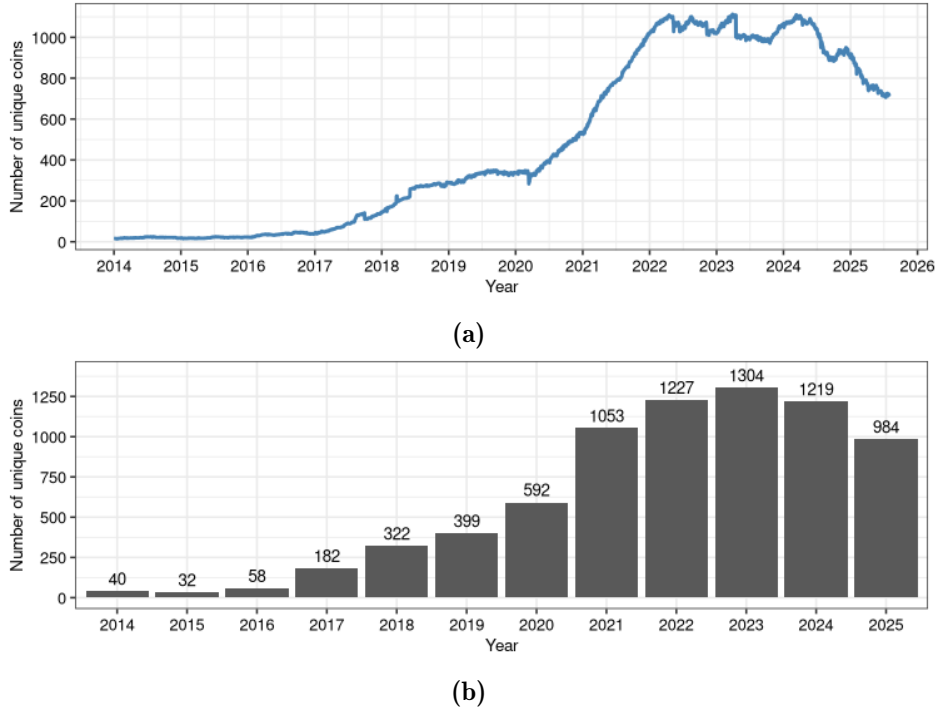 Number of unique coins
1000
800
600
400
200
0
2014 2015 2016 2017 2018 2019 2020 2021 2022 2023 2024 2025 2026
Year
(a)
Number of unique coins
1250
1000
750
500
250
0
40 32 58 182 322 399 592 1053 1227 1304 1219 984
2014 2015 2016 2017 2018 2019 2020 2021 2022 2023 2024 2025
Year
(b)